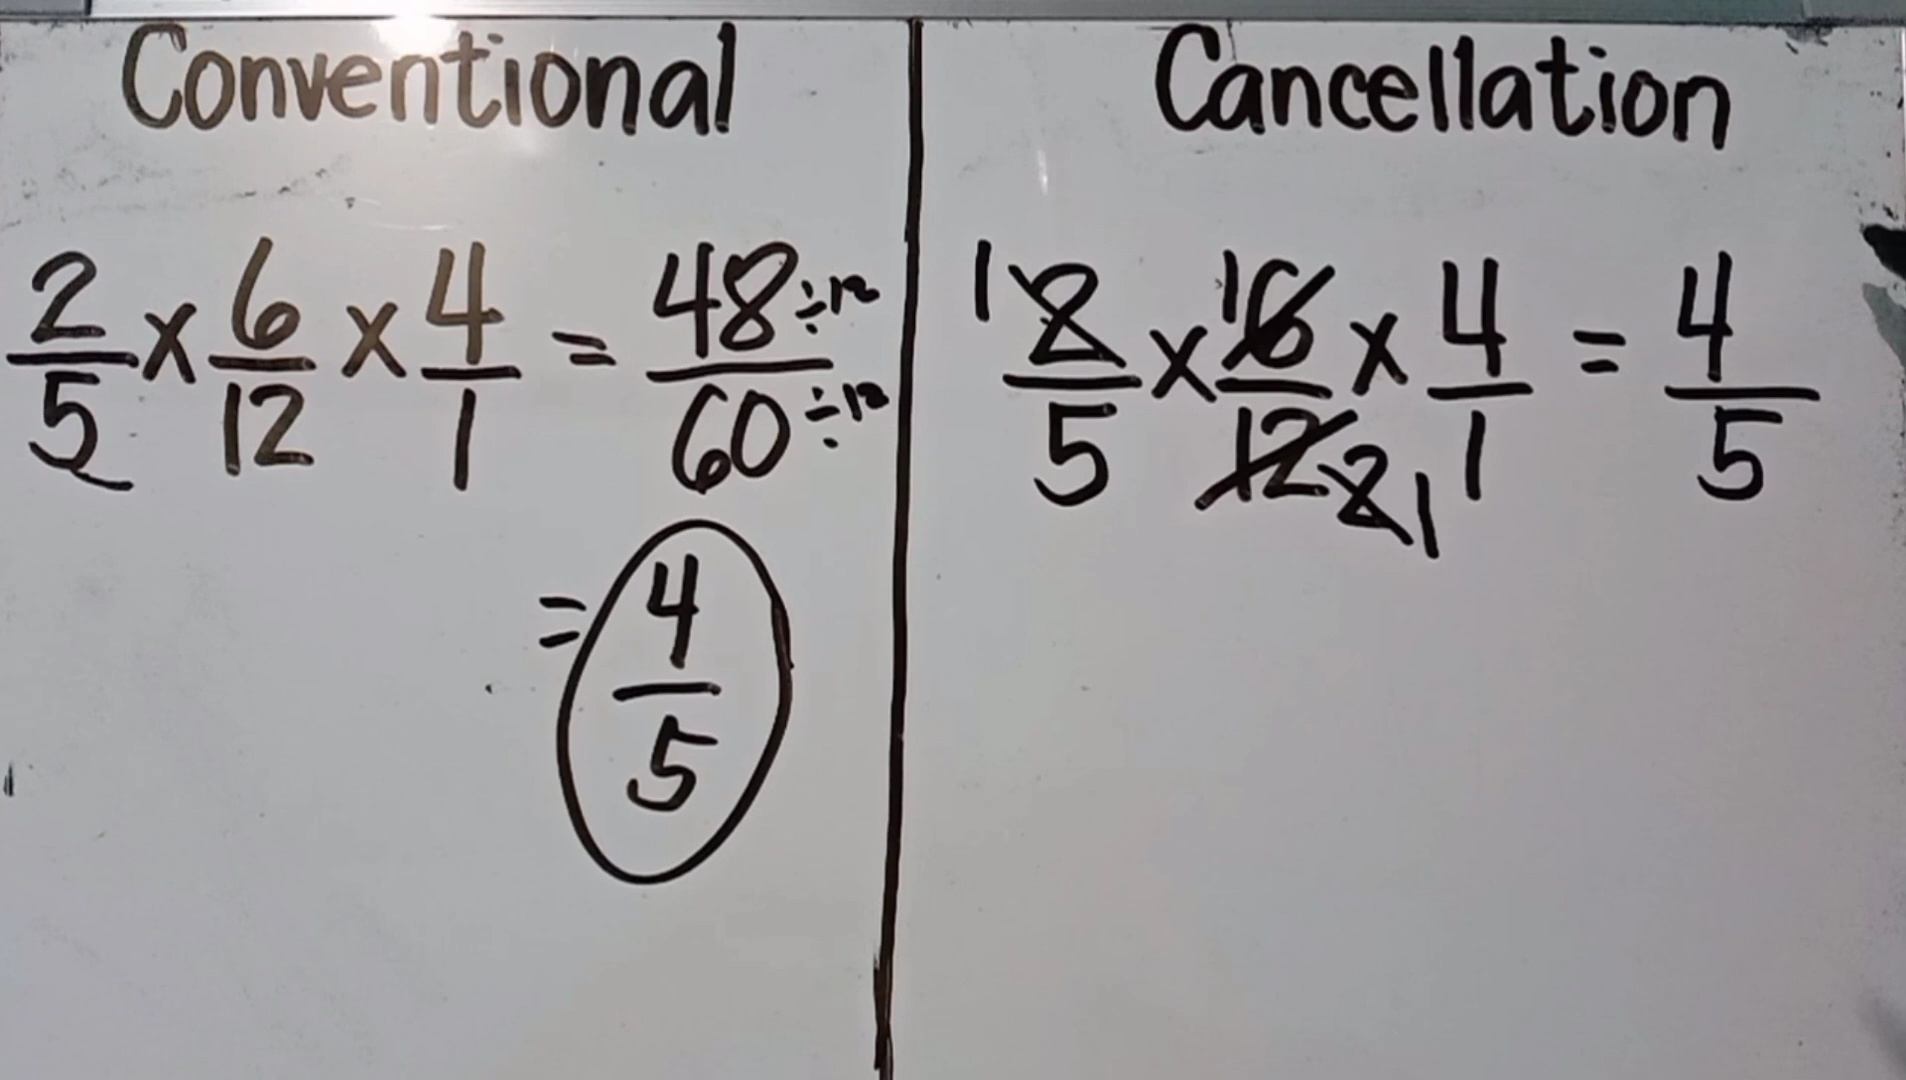 Conventional
2/5 x 6/12 x 4/1 = 48÷12/60÷12
= 4/5
Cancellation
1 2/5 x 1 6/12 2 1 x 4/1 = 4/5